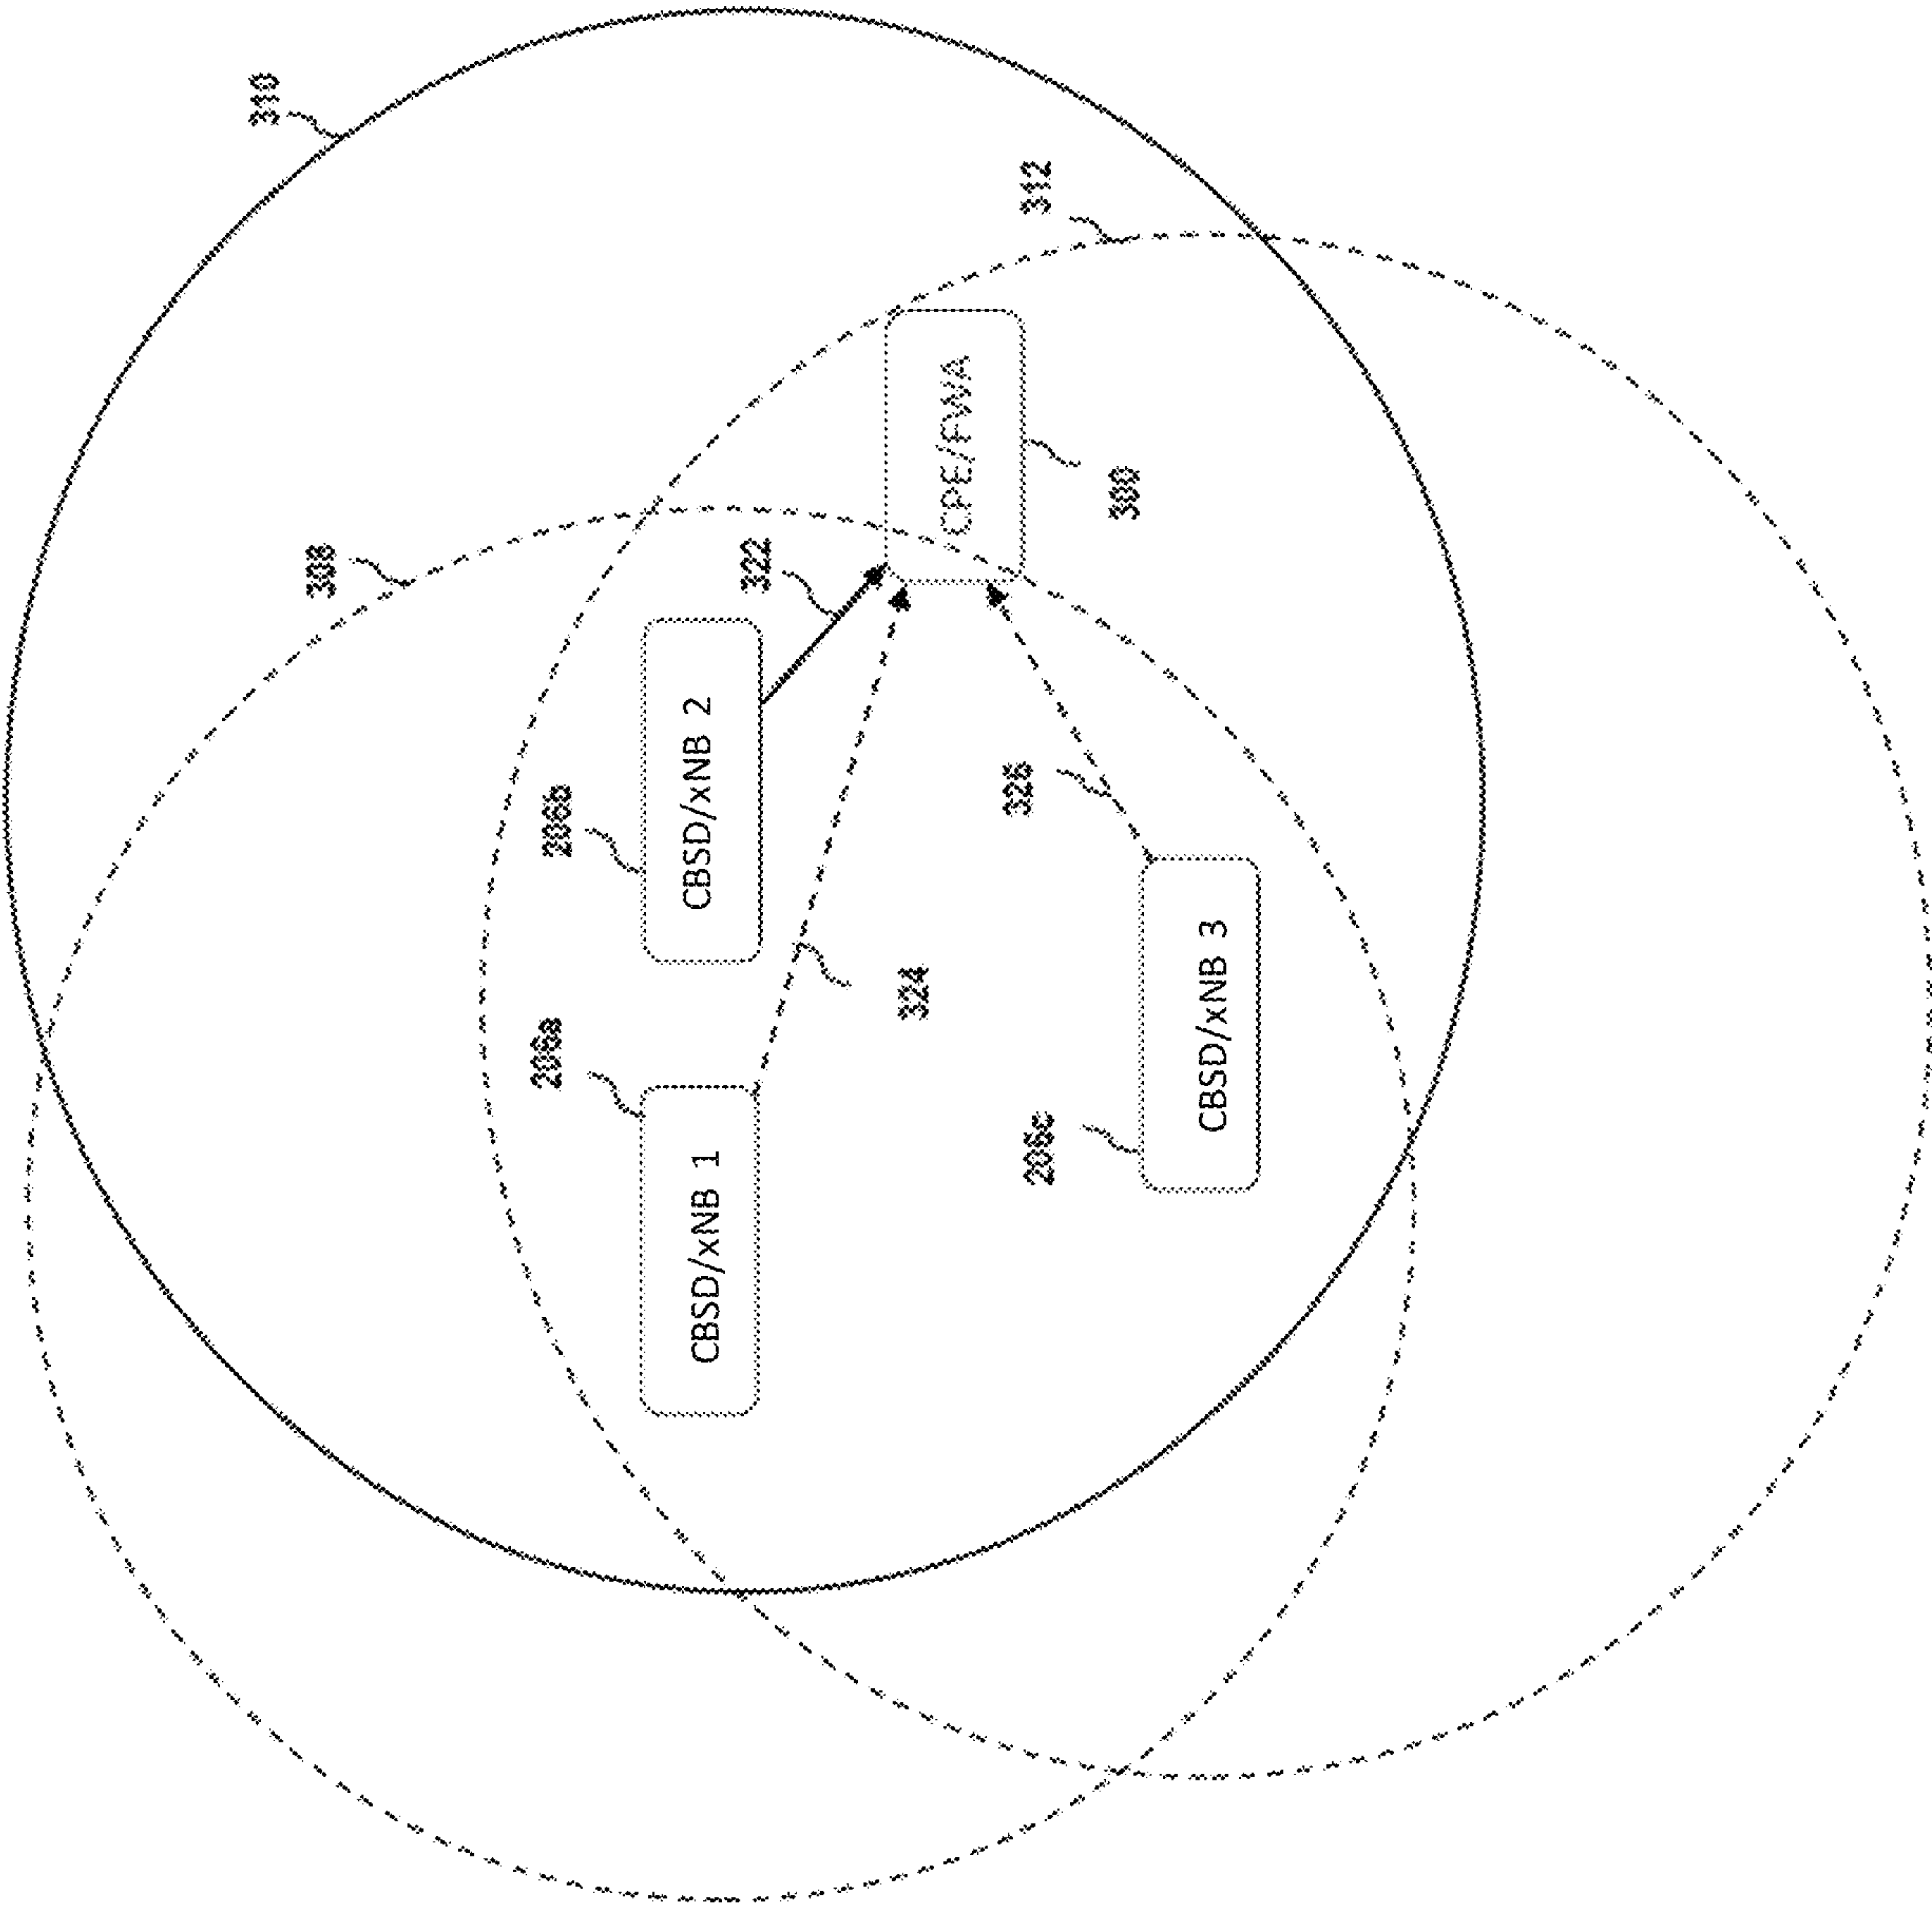 310
308
206a
206b
CBSD/xNB 1
CBSD/xNB 2
322
324
CPE/FWA
326
206c
312
300
CBSD/xNB 3